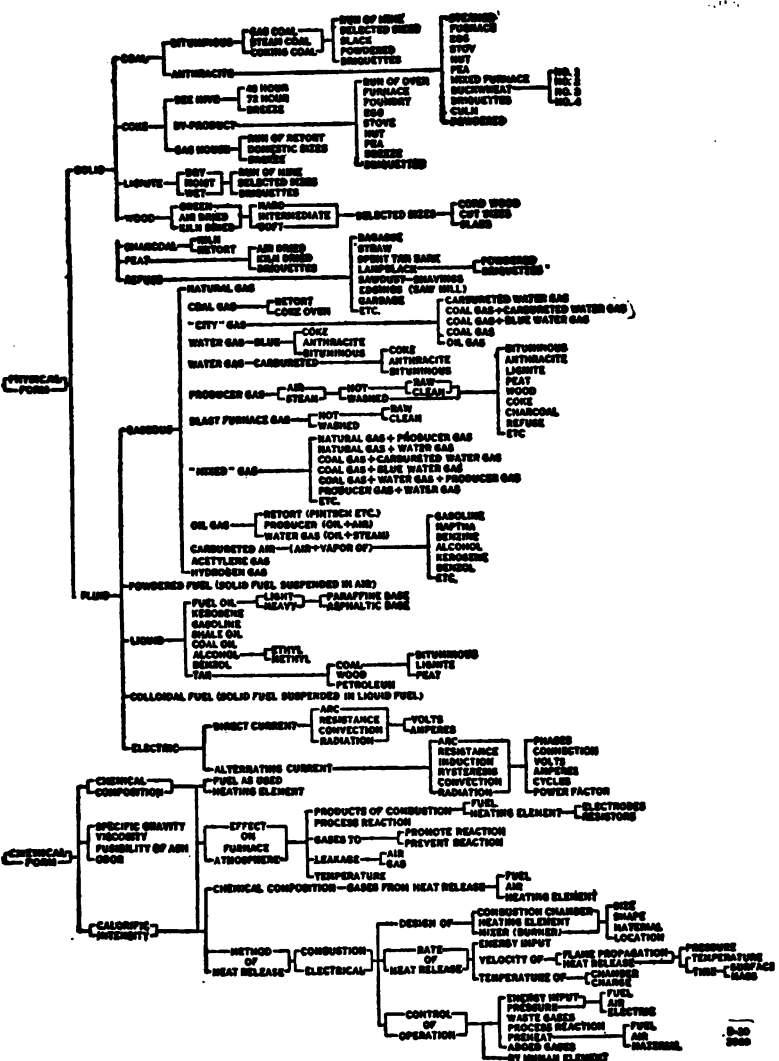 PHYSICAL FORM
SOLID
COAL
BITUMINOUS
GAS COAL
STEAM COAL
COKING COAL
RUN OF MINE
SELECTED SIZES
SLACK
POWDERED
BRIQUETTES
ANTHRACITE
FURNACE
EGG
STOV
NUT
PEA
MIXED FURNACE
BUCKWHEAT
BRIQUETTES
CULM
POWDERED
NO. 1
NO. 2
NO. 3
NO. 4
COKE
BEE HIVE
48 HOUR
72 HOUR
BREEZE
BY-PRODUCT
RUN OF OVEN
FURNACE
FOUNDRY
EGG
STOVE
NUT
PEA
BREEZE
BRIQUETTES
GAS HOUSE
RUN OF RETORT
DOMESTIC SIZES
BREEZE
LIGNITE
DRY
MOIST
WET
RUN OF MINE
SELECTED SIZES
BRIQUETTES
WOOD
GREEN
AIR DRIED
KILN DRIED
HARD
INTERMEDIATE
SOFT
SELECTED SIZES
CORD WOOD
CUT SIZES
SLABS
CHARCOAL
KILN
RETORT
PEAT
AIR DRIED
KILN DRIED
BRIQUETTES
REFUSE
BAGASSE
STRAW
SPENT TAN BARK
LAMPBLACK
SAWDUST-SHAVINGS
EDGINGS (SAW MILL)
GARBAGE
ETC.
POWDERED
BRIQUETTES
FLUID
GASEOUS
NATURAL GAS
COAL GAS
RETORT
COKE OVEN
"CITY" GAS
CARBURETED WATER GAS
COAL GAS+CARBURETED WATER GAS
COAL GAS+BLUE WATER GAS
COAL GAS
OIL GAS
WATER GAS-BLUE
COKE
ANTHRACITE
BITUMINOUS
WATER GAS-CARBURETED
COKE
ANTHRACITE
BITUMINOUS
PRODUCER GAS
AIR
STEAM
HOT
WASHED
RAW
CLEAN
BITUMINOUS
ANTHRACITE
LIGNITE
PEAT
WOOD
COKE
CHARCOAL
REFUSE
ETC
BLAST FURNACE GAS
HOT
WASHED
RAW
CLEAN
"MIXED" GAS
NATURAL GAS + PRODUCER GAS
NATURAL GAS + WATER GAS
COAL GAS+CARBURETED WATER GAS
COAL GAS + BLUE WATER GAS
COAL GAS + WATER GAS + PRODUCER GAS
PRODUCER GAS+WATER GAS
ETC.
OIL GAS
RETORT (PINTSCH ETC.)
PRODUCER (OIL+AIR)
WATER GAS (OIL+STEAM)
CARBURETED AIR-(AIR+VAPOR OF)
GASOLINE
NAPTHA
BENZINE
ALCOHOL
KEROSENE
BENZOL
ETC.
ACETYLENE GAS
HYDROGEN GAS
POWDERED FUEL (SOLID FUEL SUSPENDED IN AIR)
LIQUID
FUEL OIL
LIGHT
HEAVY
PARAFFINE BASE
ASPHALTIC BASE
KEROSENE
GASOLINE
SHALE OIL
COAL OIL
ALCOHOL
ETHYL
METHYL
BENZOL
TAR
COAL
WOOD
PETROLEUM
BITUMINOUS
LIGNITE
PEAT
COLLOIDAL FUEL (SOLID FUEL SUSPENDED IN LIQUID FUEL)
ELECTRIC
DIRECT CURRENT
ARC
RESISTANCE
CONVECTION
RADIATION
VOLTS
AMPERES
ALTERNATING CURRENT
ARC
RESISTANCE
INDUCTION
HYSTERESIS
CONVECTION
RADIATION
PHASES
CONNECTION
VOLTS
AMPERES
CYCLES
POWER FACTOR
CHEMICAL FORM
CHEMICAL COMPOSITION
FUEL AS USED
HEATING ELEMENT
SPECIFIC GRAVITY
VISCOSITY
FUSIBILITY OF ASH
ODOR
EFFECT ON FURNACE ATMOSPHERE
PRODUCTS OF COMBUSTION
FUEL
HEATING ELEMENT
ELECTRODES
RESISTORS
PROCESS REACTION
GASES TO
PROMOTE REACTION
PREVENT REACTION
LEAKAGE
AIR
GAS
TEMPERATURE
CALORIFIC INTENSITY
CHEMICAL COMPOSITION-GASES FROM HEAT RELEASE
FUEL
AIR
HEATING ELEMENT
METHOD OF HEAT RELEASE
COMBUSTION
ELECTRICAL
DESIGN OF
COMBUSTION CHAMBER
HEATING ELEMENT
MIXER (BURNER)
SIZE
SHAPE
MATERIAL
LOCATION
RATE OF HEAT RELEASE
ENERGY INPUT
VELOCITY OF
FLAME PROPAGATION
HEAT RELEASE
PRESSURE
TEMPERATURE
TIME
SURFACE
MASS
TEMPERATURE OF
CHAMBER
CHARGE
CONTROL OF OPERATION
ENERGY INPUT
PRESSURE
FUEL
AIR
ELECTRIC
WASTE GASES
PROCESS REACTION
PREHEAT
FUEL
AIR
MATERIAL
ADDED GASES
BY HUMAN ELEMENT